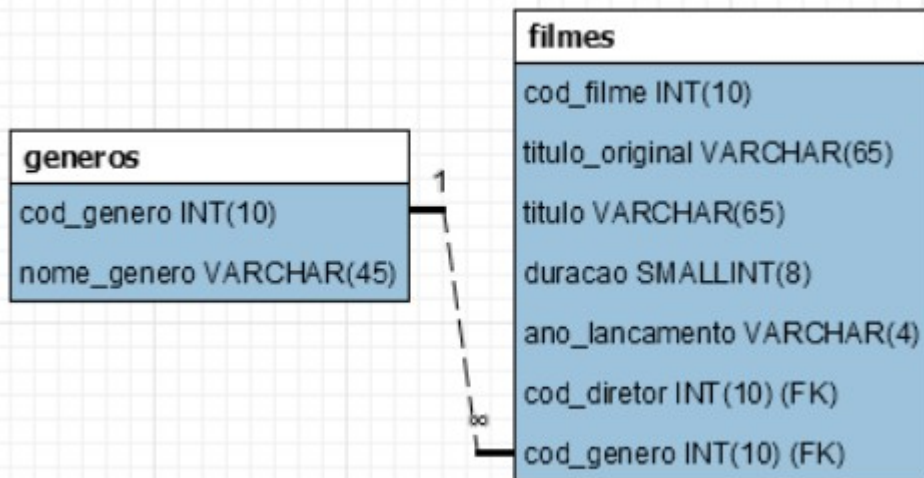 generos
cod_genero INT(10)
nome_genero VARCHAR(45)
1
∞
filmes
cod_filme INT(10)
titulo_original VARCHAR(65)
titulo VARCHAR(65)
duracao SMALLINT(8)
ano_lancamento VARCHAR(4)
cod_diretor INT(10) (FK)
cod_genero INT(10) (FK)